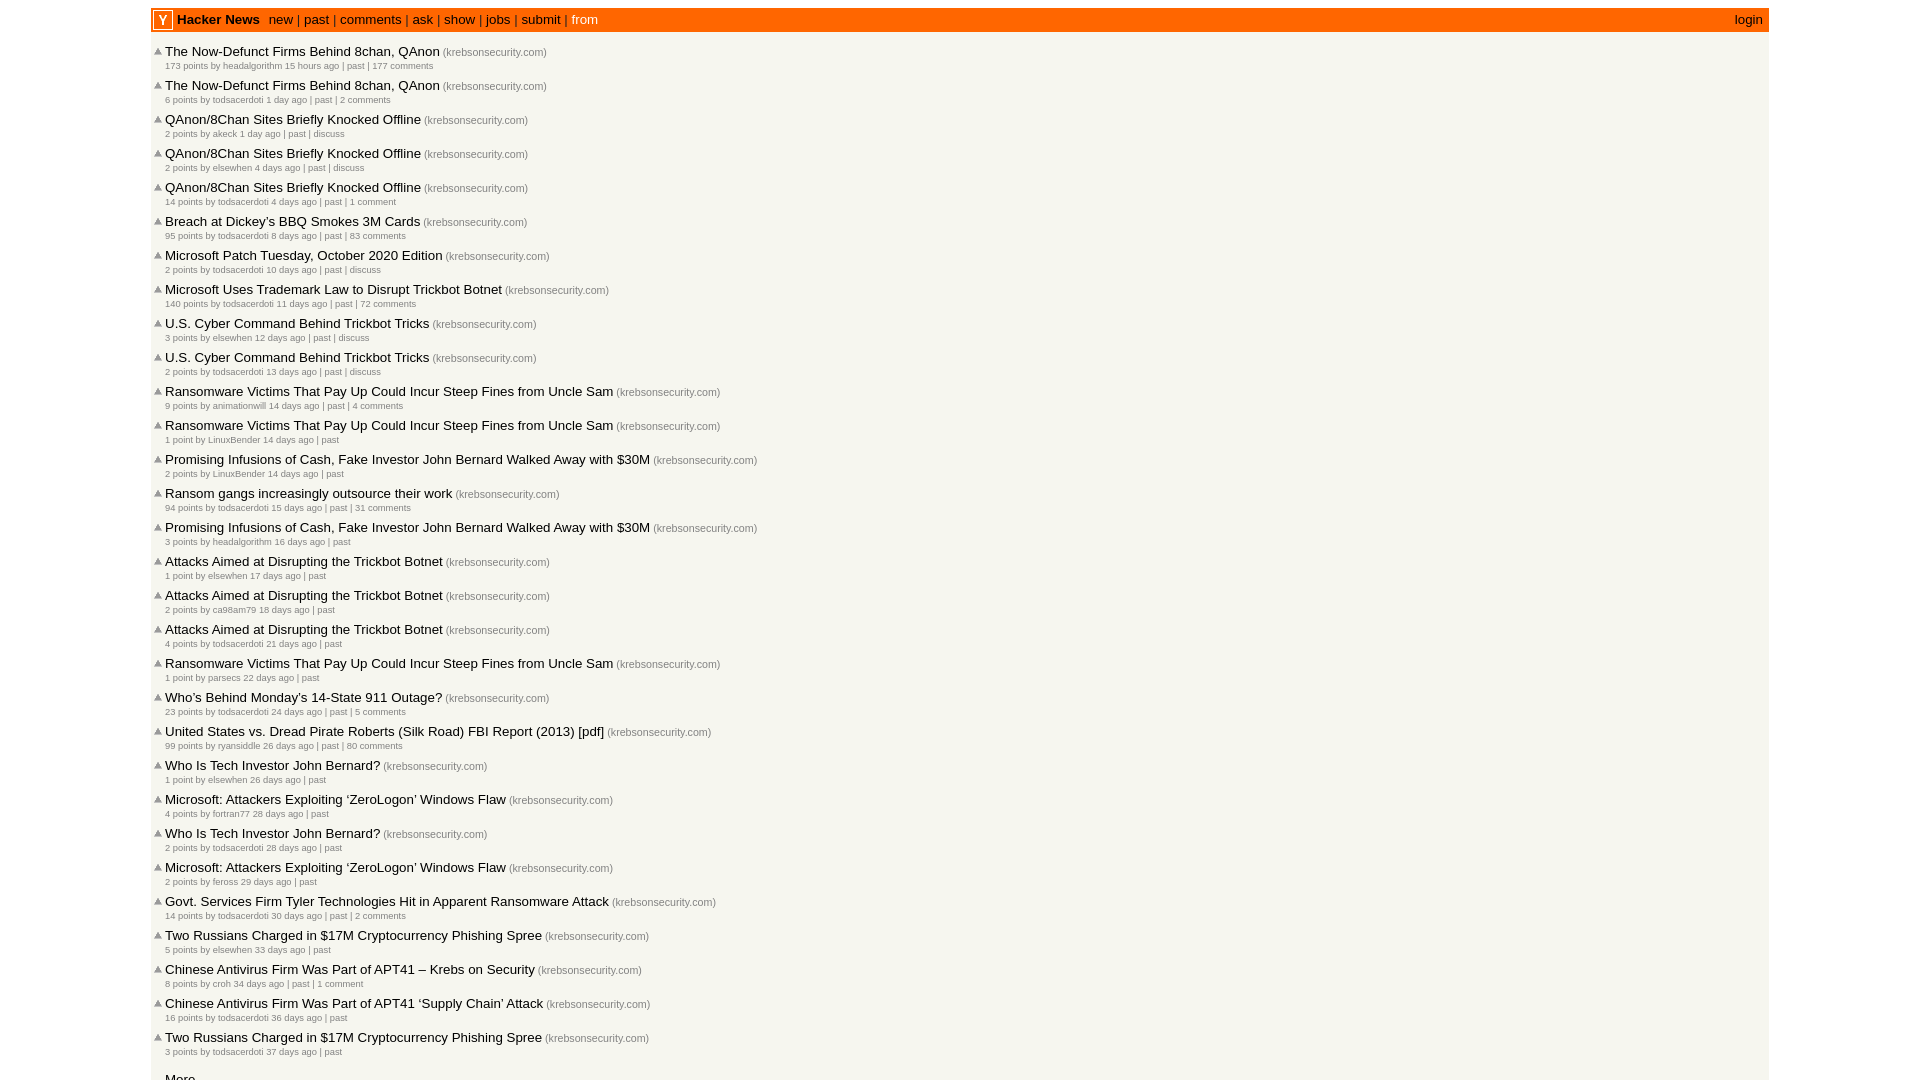 Y Hacker News new | past | comments | ask | show | jobs | submit | from login
The Now-Defunct Firms Behind 8chan, QAnon (krebsonsecurity.com)
173 points by headalgorithm 15 hours ago | past | 177 comments
The Now-Defunct Firms Behind 8chan, QAnon (krebsonsecurity.com)
6 points by todsacerdoti 1 day ago | past | 2 comments
QAnon/8Chan Sites Briefly Knocked Offline (krebsonsecurity.com)
2 points by akeck 1 day ago | past | discuss
QAnon/8Chan Sites Briefly Knocked Offline (krebsonsecurity.com)
2 points by elsewhen 4 days ago | past | discuss
QAnon/8Chan Sites Briefly Knocked Offline (krebsonsecurity.com)
14 points by todsacerdoti 4 days ago | past | 1 comment
Breach at Dickey’s BBQ Smokes 3M Cards (krebsonsecurity.com)
95 points by todsacerdoti 8 days ago | past | 83 comments
Microsoft Patch Tuesday, October 2020 Edition (krebsonsecurity.com)
2 points by todsacerdoti 10 days ago | past | discuss
Microsoft Uses Trademark Law to Disrupt Trickbot Botnet (krebsonsecurity.com)
140 points by todsacerdoti 11 days ago | past | 72 comments
U.S. Cyber Command Behind Trickbot Tricks (krebsonsecurity.com)
3 points by elsewhen 12 days ago | past | discuss
U.S. Cyber Command Behind Trickbot Tricks (krebsonsecurity.com)
2 points by todsacerdoti 13 days ago | past | discuss
Ransomware Victims That Pay Up Could Incur Steep Fines from Uncle Sam (krebsonsecurity.com)
9 points by animationwill 14 days ago | past | 4 comments
Ransomware Victims That Pay Up Could Incur Steep Fines from Uncle Sam (krebsonsecurity.com)
1 point by LinuxBender 14 days ago | past
Promising Infusions of Cash, Fake Investor John Bernard Walked Away with $30M (krebsonsecurity.com)
2 points by LinuxBender 14 days ago | past
Ransom gangs increasingly outsource their work (krebsonsecurity.com)
94 points by todsacerdoti 15 days ago | past | 31 comments
Promising Infusions of Cash, Fake Investor John Bernard Walked Away with $30M (krebsonsecurity.com)
3 points by headalgorithm 16 days ago | past
Attacks Aimed at Disrupting the Trickbot Botnet (krebsonsecurity.com)
1 point by elsewhen 17 days ago | past
Attacks Aimed at Disrupting the Trickbot Botnet (krebsonsecurity.com)
2 points by ca98am79 18 days ago | past
Attacks Aimed at Disrupting the Trickbot Botnet (krebsonsecurity.com)
4 points by todsacerdoti 21 days ago | past
Ransomware Victims That Pay Up Could Incur Steep Fines from Uncle Sam (krebsonsecurity.com)
1 point by parsecs 22 days ago | past
Who’s Behind Monday’s 14-State 911 Outage? (krebsonsecurity.com)
23 points by todsacerdoti 24 days ago | past | 5 comments
United States vs. Dread Pirate Roberts (Silk Road) FBI Report (2013) [pdf] (krebsonsecurity.com)
99 points by ryansiddle 26 days ago | past | 80 comments
Who Is Tech Investor John Bernard? (krebsonsecurity.com)
1 point by elsewhen 26 days ago | past
Microsoft: Attackers Exploiting ‘ZeroLogon’ Windows Flaw (krebsonsecurity.com)
4 points by fortran77 28 days ago | past
Who Is Tech Investor John Bernard? (krebsonsecurity.com)
2 points by todsacerdoti 28 days ago | past
Microsoft: Attackers Exploiting ‘ZeroLogon’ Windows Flaw (krebsonsecurity.com)
2 points by feross 29 days ago | past
Govt. Services Firm Tyler Technologies Hit in Apparent Ransomware Attack (krebsonsecurity.com)
14 points by todsacerdoti 30 days ago | past | 2 comments
Two Russians Charged in $17M Cryptocurrency Phishing Spree (krebsonsecurity.com)
5 points by elsewhen 33 days ago | past
Chinese Antivirus Firm Was Part of APT41 – Krebs on Security (krebsonsecurity.com)
8 points by croh 34 days ago | past | 1 comment
Chinese Antivirus Firm Was Part of APT41 ‘Supply Chain’ Attack (krebsonsecurity.com)
16 points by todsacerdoti 36 days ago | past
Two Russians Charged in $17M Cryptocurrency Phishing Spree (krebsonsecurity.com)
3 points by todsacerdoti 37 days ago | past
More